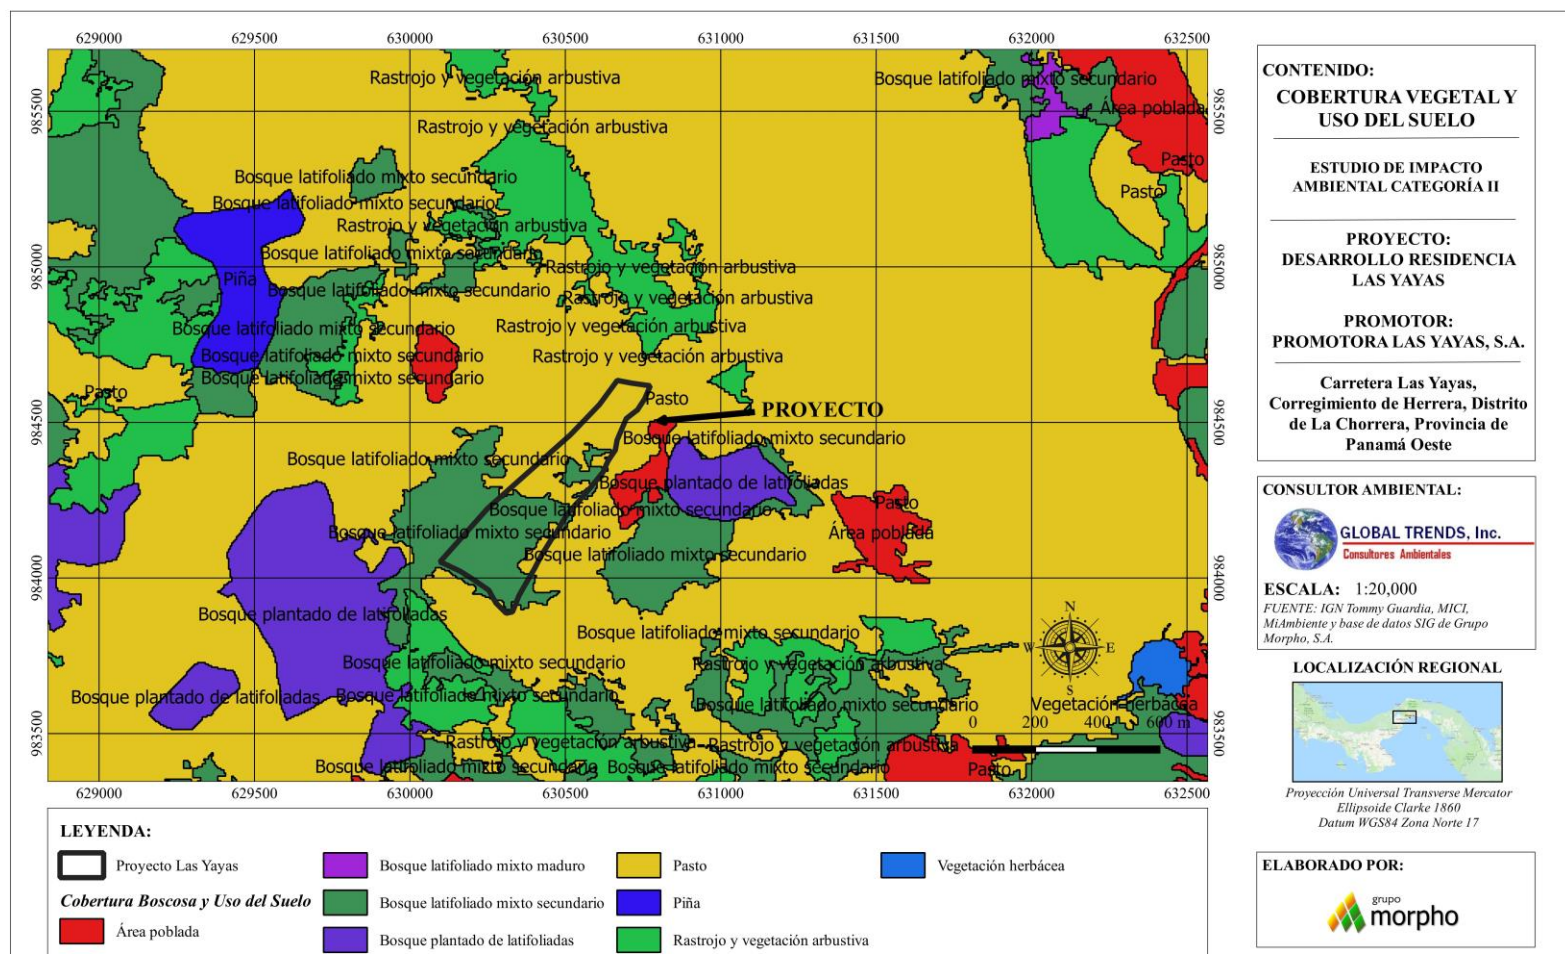 629000 629500 630000 630500 631000 631500 632000 632500
985500
985000
984500
984000
983500
985500
985000
984500
984000
983500
Rastrojo y vegetación arbustiva
Bosque latifoliado mixto secundario
Área poblada
Rastrojo y vegetación arbustiva
Pasto
Bosque latifoliado mixto secundario
Pasto
Bosque latifoliado mixto secundario
Rastrojo y vegetación arbustiva
Bosque latifoliado mixto secundario
Rastrojo y vegetación arbustiva
Piña
Bosque latifoliado mixto secundario
Rastrojo y vegetación arbustiva
Bosque latifoliado mixto secundario
Rastrojo y vegetación arbustiva
Bosque latifoliado mixto secundario
Rastrojo y vegetación arbustiva
Bosque latifoliado mixto secundario
Pasto
Pasto
PROYECTO
Bosque latifoliado mixto secundario
Bosque latifoliado mixto secundario
Bosque plantado de latifoliadas
Pasto
Bosque latifoliado mixto secundario
Bosque latifoliado mixto secundario
Área poblada
Bosque latifoliado mixto secundario
Bosque plantado de latifoliadas
Bosque latifoliado mixto secundario
Bosque latifoliado mixto secundario
Rastrojo y vegetación arbustiva
Bosque plantado de latifoliadas
Bosque latifoliado mixto secundario
Bosque latifoliado mixto secundario
Vegetación herbácea
Rastrojo y vegetación arbustiva
Rastrojo y vegetación arbustiva
Bosque latifoliado mixto secundario
Bosque latifoliado mixto secundario
Pasto
N
W E
S
0 200 400 600 m
629000 629500 630000 630500 631000 631500 632000 632500
LEYENDA:
Proyecto Las Yayas
Cobertura Boscosa y Uso del Suelo
Área poblada
Bosque latifoliado mixto maduro
Bosque latifoliado mixto secundario
Bosque plantado de latifoliadas
Pasto
Piña
Rastrojo y vegetación arbustiva
Vegetación herbácea
CONTENIDO:
COBERTURA VEGETAL Y
USO DEL SUELO
ESTUDIO DE IMPACTO
AMBIENTAL CATEGORÍA II
PROYECTO:
DESARROLLO RESIDENCIA
LAS YAYAS
PROMOTOR:
PROMOTORA LAS YAYAS, S.A.
Carretera Las Yayas,
Corregimiento de Herrera, Distrito
de La Chorrera, Provincia de
Panamá Oeste
CONSULTOR AMBIENTAL:
GLOBAL TRENDS, Inc.
Consultores Ambientales
ESCALA: 1:20,000
FUENTE: IGN Tommy Guardia, MICI,
MiAmbiente y base de datos SIG de Grupo
Morpho, S.A.
LOCALIZACIÓN REGIONAL
Proyección Universal Transverse Mercator
Ellipsoide Clarke 1860
Datum WGS84 Zona Norte 17
ELABORADO POR:
grupo
morpho